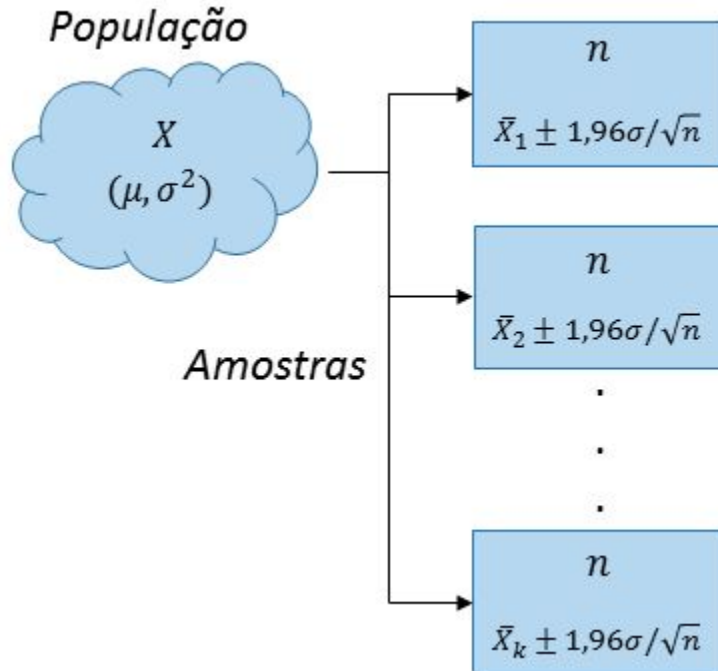 População
X
(μ, σ²)
Amostras
n
X̄₁ ± 1,96σ/√n
n
X̄₂ ± 1,96σ/√n
.
.
.
n
X̄ₖ ± 1,96σ/√n